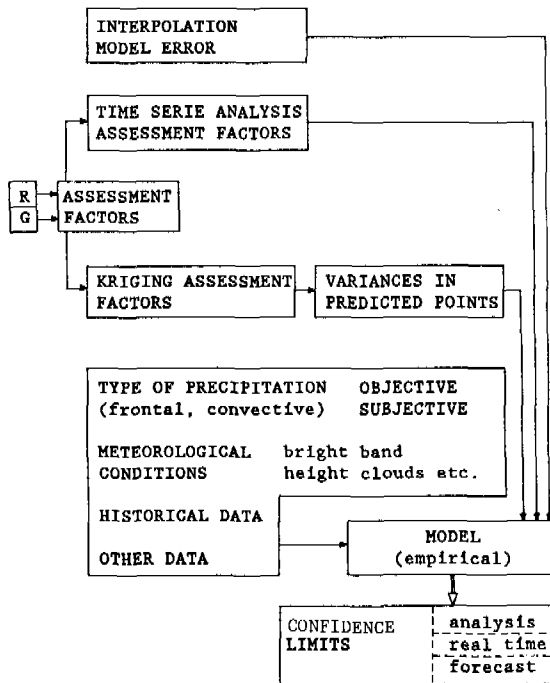 INTERPOLATION
MODEL ERROR
TIME SERIE ANALYSIS
ASSESSMENT FACTORS
R
G
ASSESSMENT
FACTORS
KRIGING ASSESSMENT
FACTORS
VARIANCES IN
PREDICTED POINTS
TYPE OF PRECIPITATION OBJECTIVE
(frontal, convective) SUBJECTIVE
METEOROLOGICAL bright band
CONDITIONS height clouds etc.
HISTORICAL DATA
OTHER DATA
MODEL
(empirical)
CONFIDENCE
LIMITS
analysis
real time
forecast